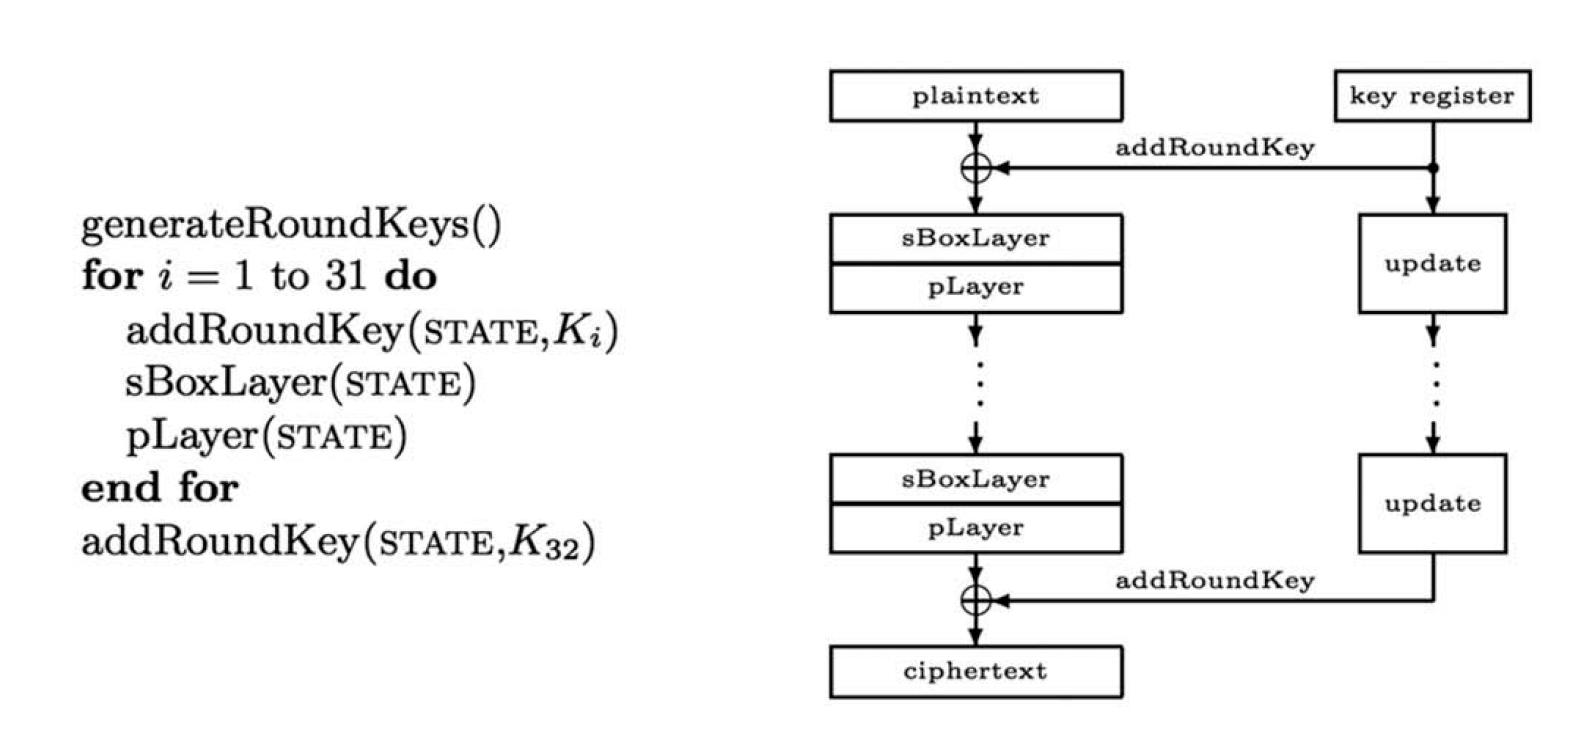 generateRoundKeys()
for i = 1 to 31 do
addRoundKey(STATE,K₁)
sBoxLayer(STATE)
pLayer(STATE)
end for
addRoundKey(STATE,K₃₂)
plaintext
key register
addRoundKey
sBoxLayer
pLayer
update
sBoxLayer
pLayer
update
addRoundKey
ciphertext